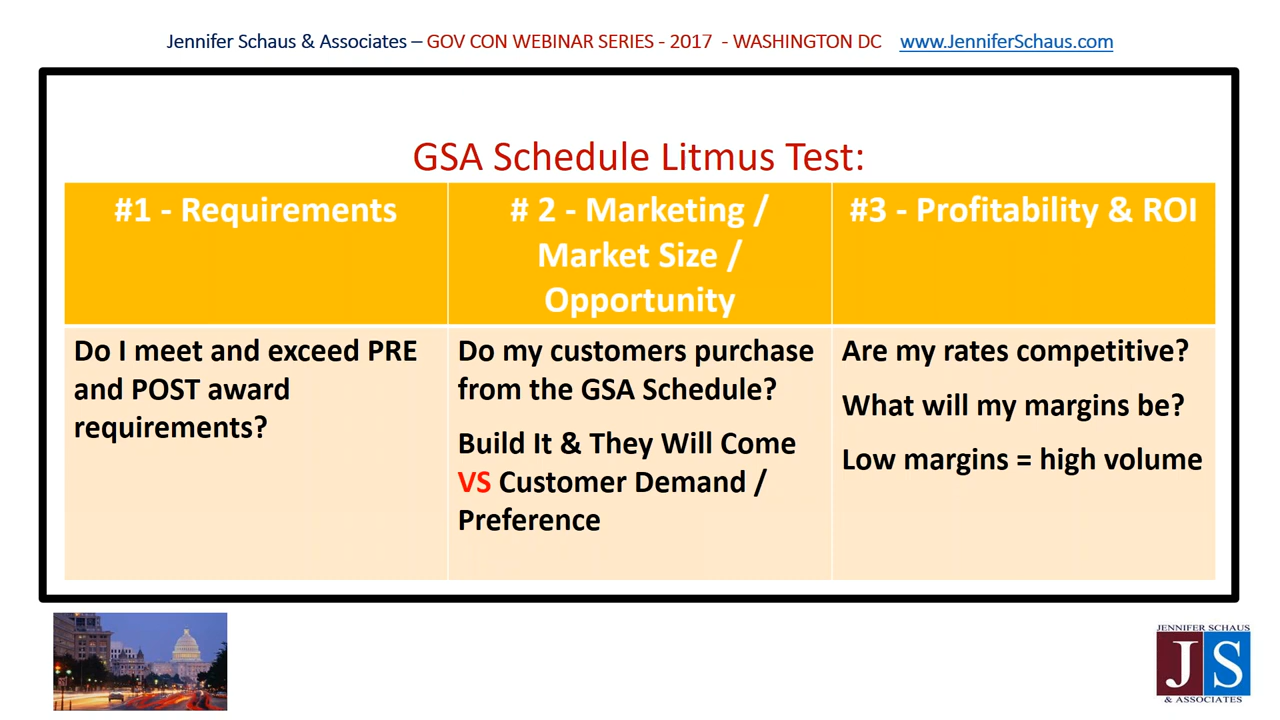 Jennifer Schaus & Associates – GOV CON WEBINAR SERIES - 2017 - WASHINGTON DC www.JenniferSchaus.com
GSA Schedule Litmus Test:
#1 - Requirements
# 2 - Marketing /
Market Size /
Opportunity
#3 - Profitability & ROI
Do I meet and exceed PRE
and POST award
requirements?
Do my customers purchase
from the GSA Schedule?
Build It & They Will Come
VS Customer Demand /
Preference
Are my rates competitive?
What will my margins be?
Low margins = high volume
JENNIFER SCHAUS
JS
& ASSOCIATES